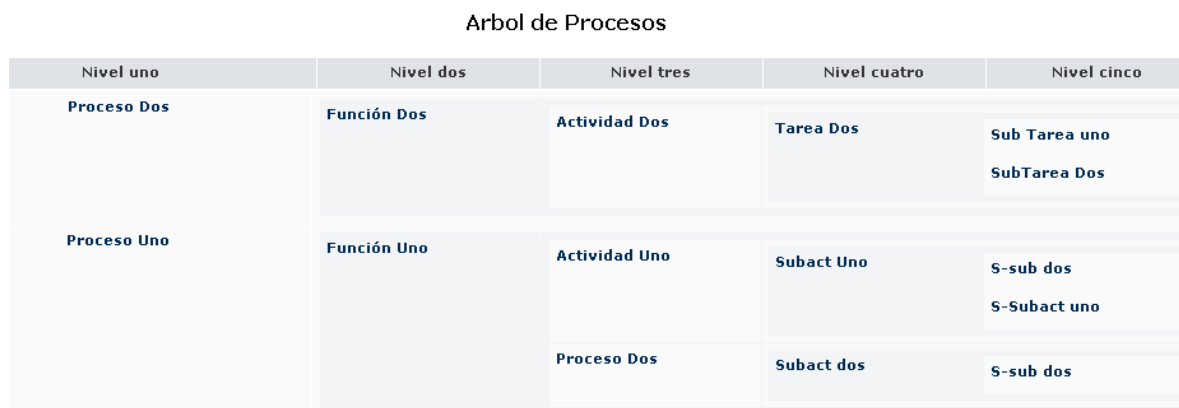 Arbol de Procesos
Nivel uno Nivel dos Nivel tres Nivel cuatro Nivel cinco
Proceso Dos Función Dos Actividad Dos Tarea Dos Sub Tarea uno
SubTarea Dos
Proceso Uno Función Uno Actividad Uno Subact Uno S-sub dos
S-Subact uno
Proceso Dos Subact dos S-sub dos